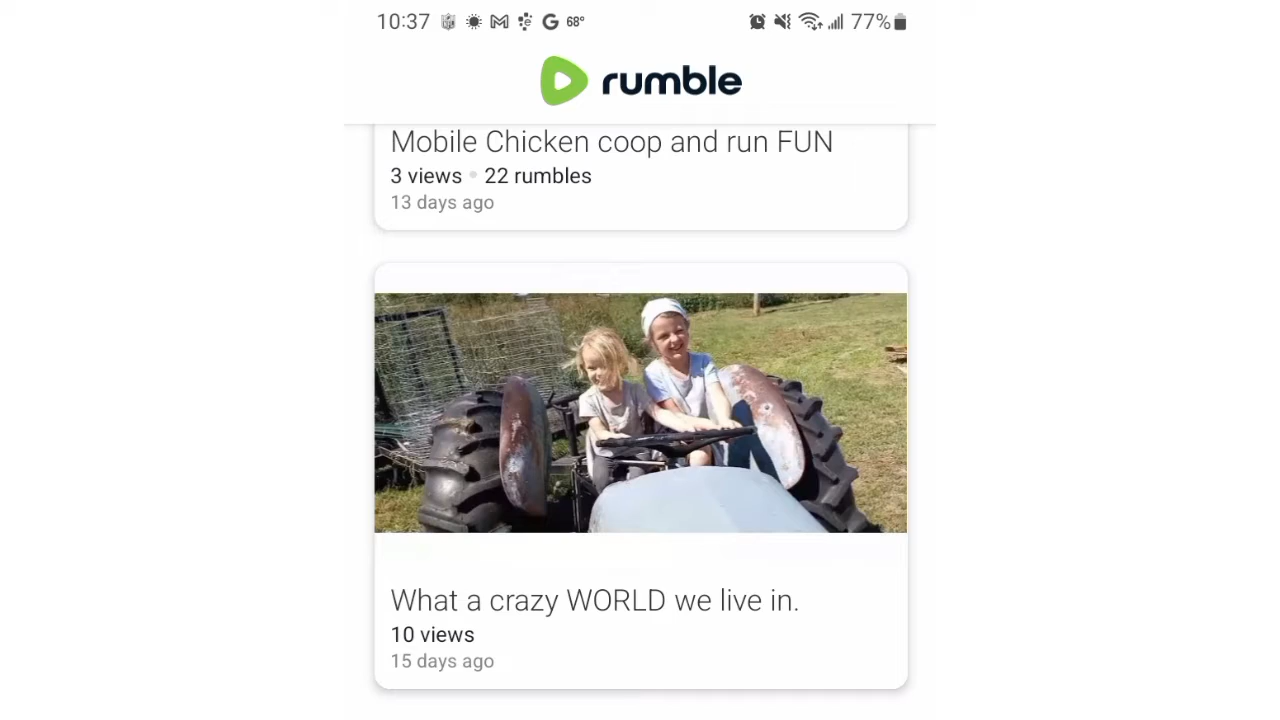 10:37 68° 77%
rumble
Mobile Chicken coop and run FUN
3 views • 22 rumbles
13 days ago
What a crazy WORLD we live in.
10 views
15 days ago